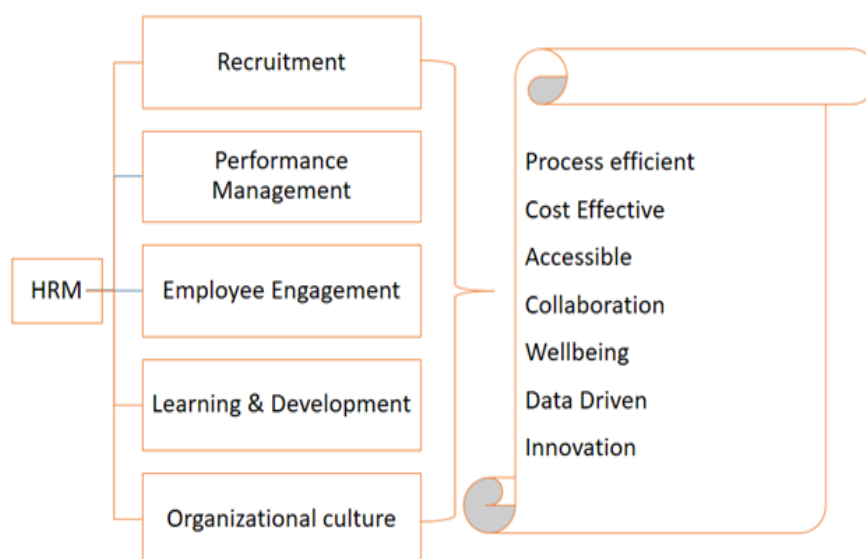 HRM
Recruitment
Performance
Management
Employee Engagement
Learning & Development
Organizational culture
Process efficient
Cost Effective
Accessible
Collaboration
Wellbeing
Data Driven
Innovation